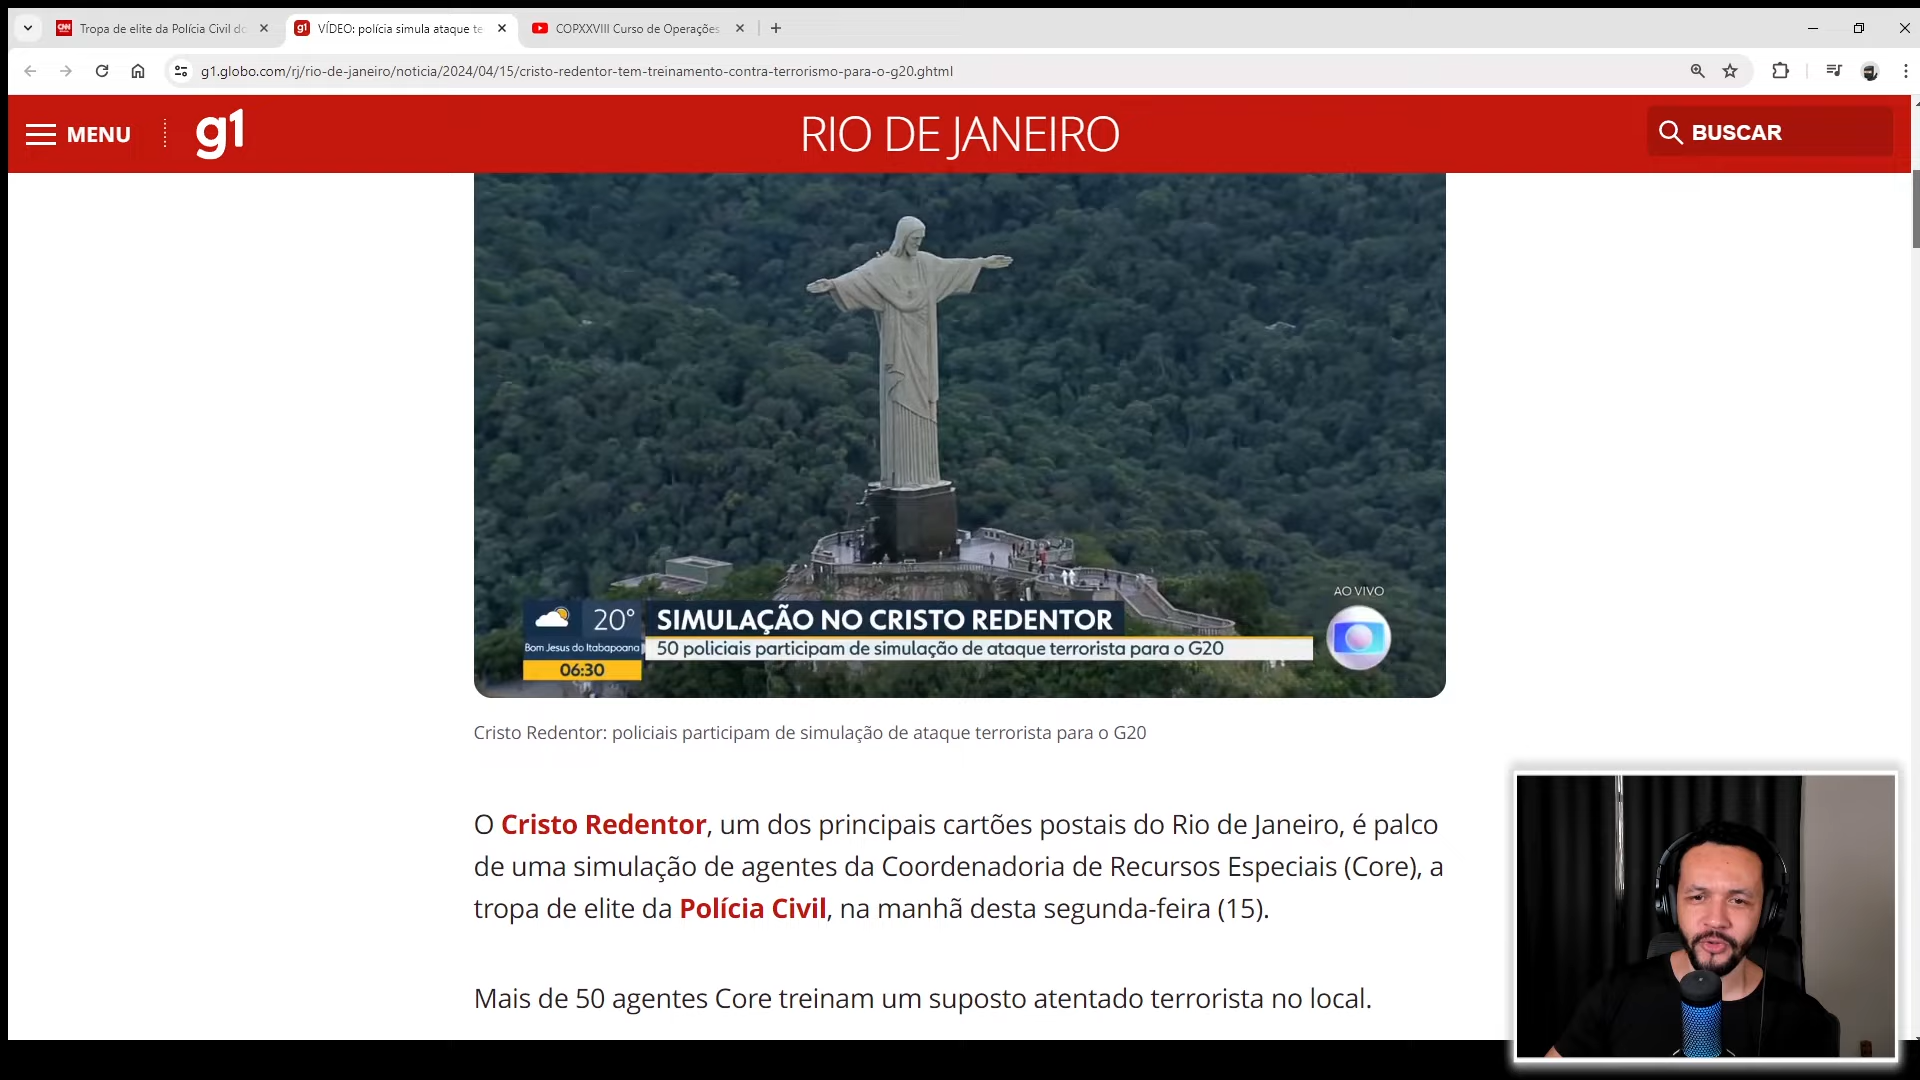 Tropa de elite da Polícia Civil do
VÍDEO: polícia simula ataque te
COPXXVIII Curso de Operações
g1.globo.com/rj/rio-de-janeiro/noticia/2024/04/15/cristo-redentor-tem-treinamento-contra-terrorismo-para-o-g20.ghtml
MENU
g1
RIO DE JANEIRO
BUSCAR
AO VIVO
20°
SIMULAÇÃO NO CRISTO REDENTOR
Bom Jesus do Itabapoana
50 policiais participam de simulação de ataque terrorista para o G20
06:30
Cristo Redentor: policiais participam de simulação de ataque terrorista para o G20
O Cristo Redentor, um dos principais cartões postais do Rio de Janeiro, é palco
de uma simulação de agentes da Coordenadoria de Recursos Especiais (Core), a
tropa de elite da Polícia Civil, na manhã desta segunda-feira (15).
Mais de 50 agentes Core treinam um suposto atentado terrorista no local.